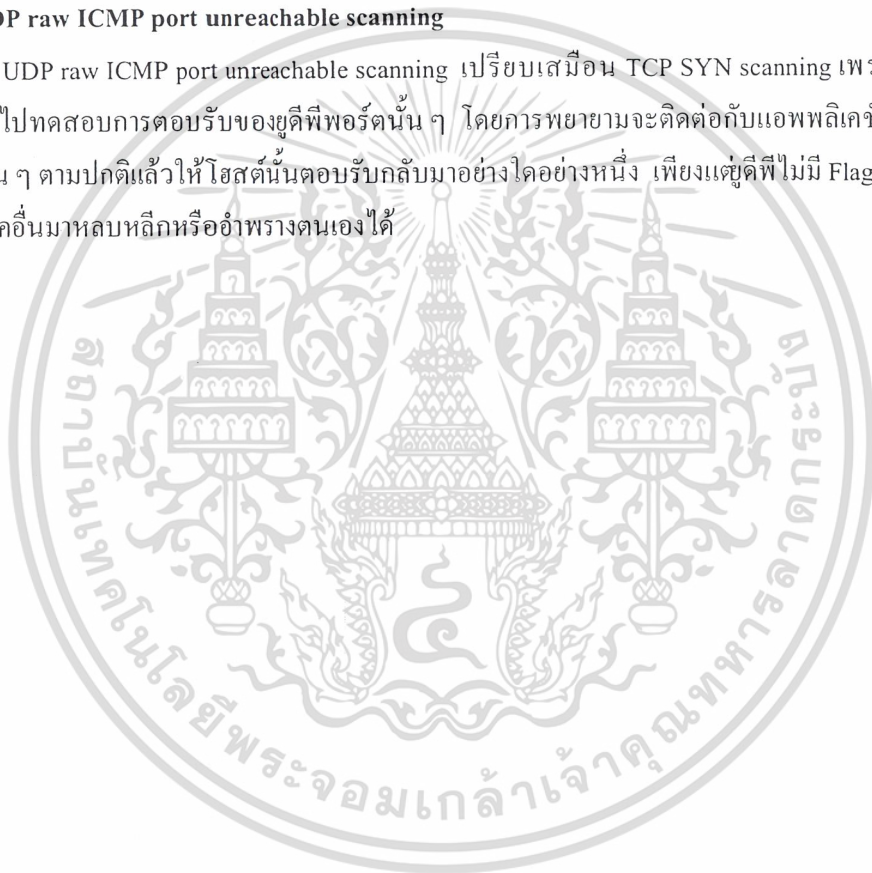 DP raw ICMP port unreachable scanning
UDP raw ICMP port unreachable scanning เปรียบเสมือน TCP SYN scanning เพร
ไปทดสอบการตอบรับของยูดีพีพอร์ตนั้น ๆ โดยการพยายามจะติดต่อกับแอพพลิเคชั
น ๆ ตามปกติแล้วให้โฮสต์นั้นตอบรับกลับมาอย่างใดอย่างหนึ่ง เพียงแต่ยูดีพีไม่มี Flag
คอื่นมาหลบหลีกหรืออำพรางตนเองได้
สถาบันเทคโนโลยีพระจอมเกล้าเจ้าคุณทหารลาดกระบัง